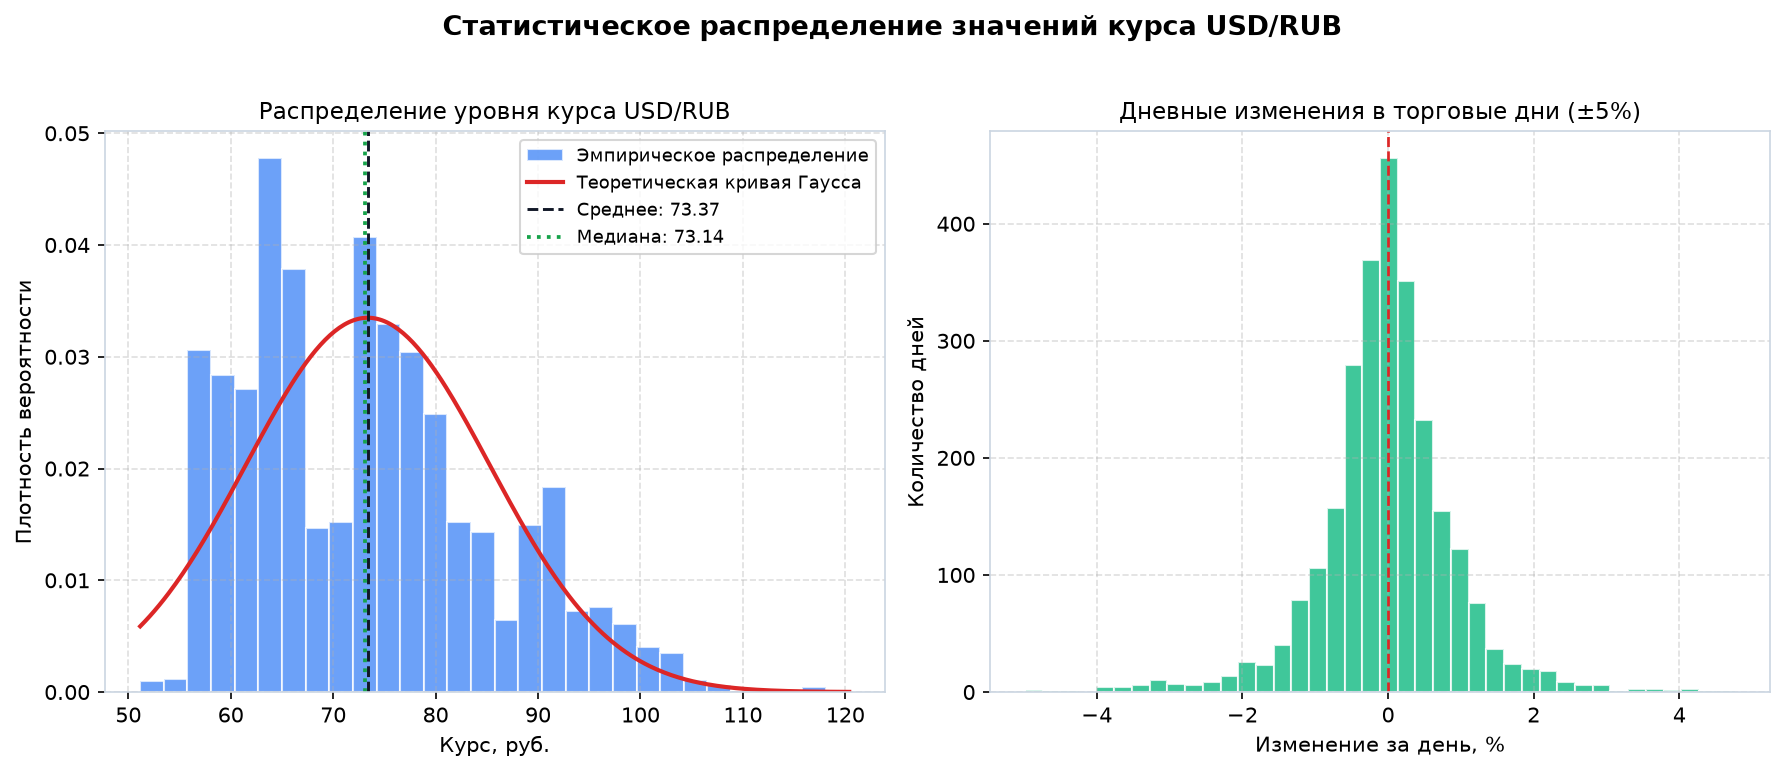 Статистическое распределение значений курса USD/RUB
Распределение уровня курса USD/RUB
Эмпирическое распределение
Теоретическая кривая Гаусса
Среднее: 73.37
Медиана: 73.14
Плотность вероятности
0.05
0.04
0.03
0.02
0.01
0.00
50 60 70 80 90 100 110 120
Курс, руб.
Дневные изменения в торговые дни (±5%)
Количество дней
400
300
200
100
0
−4 −2 0 2 4
Изменение за день, %